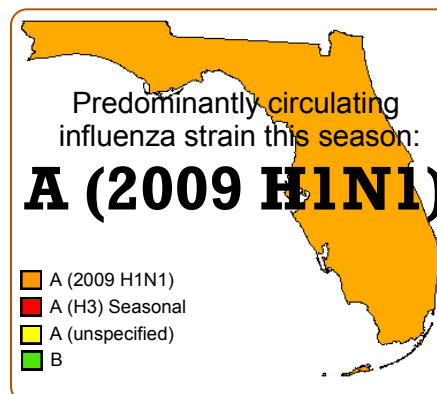 Predominantly circulating
influenza strain this season:
A (2009 H1N1)
A (2009 H1N1)
A (H3) Seasonal
A (unspecified)
B